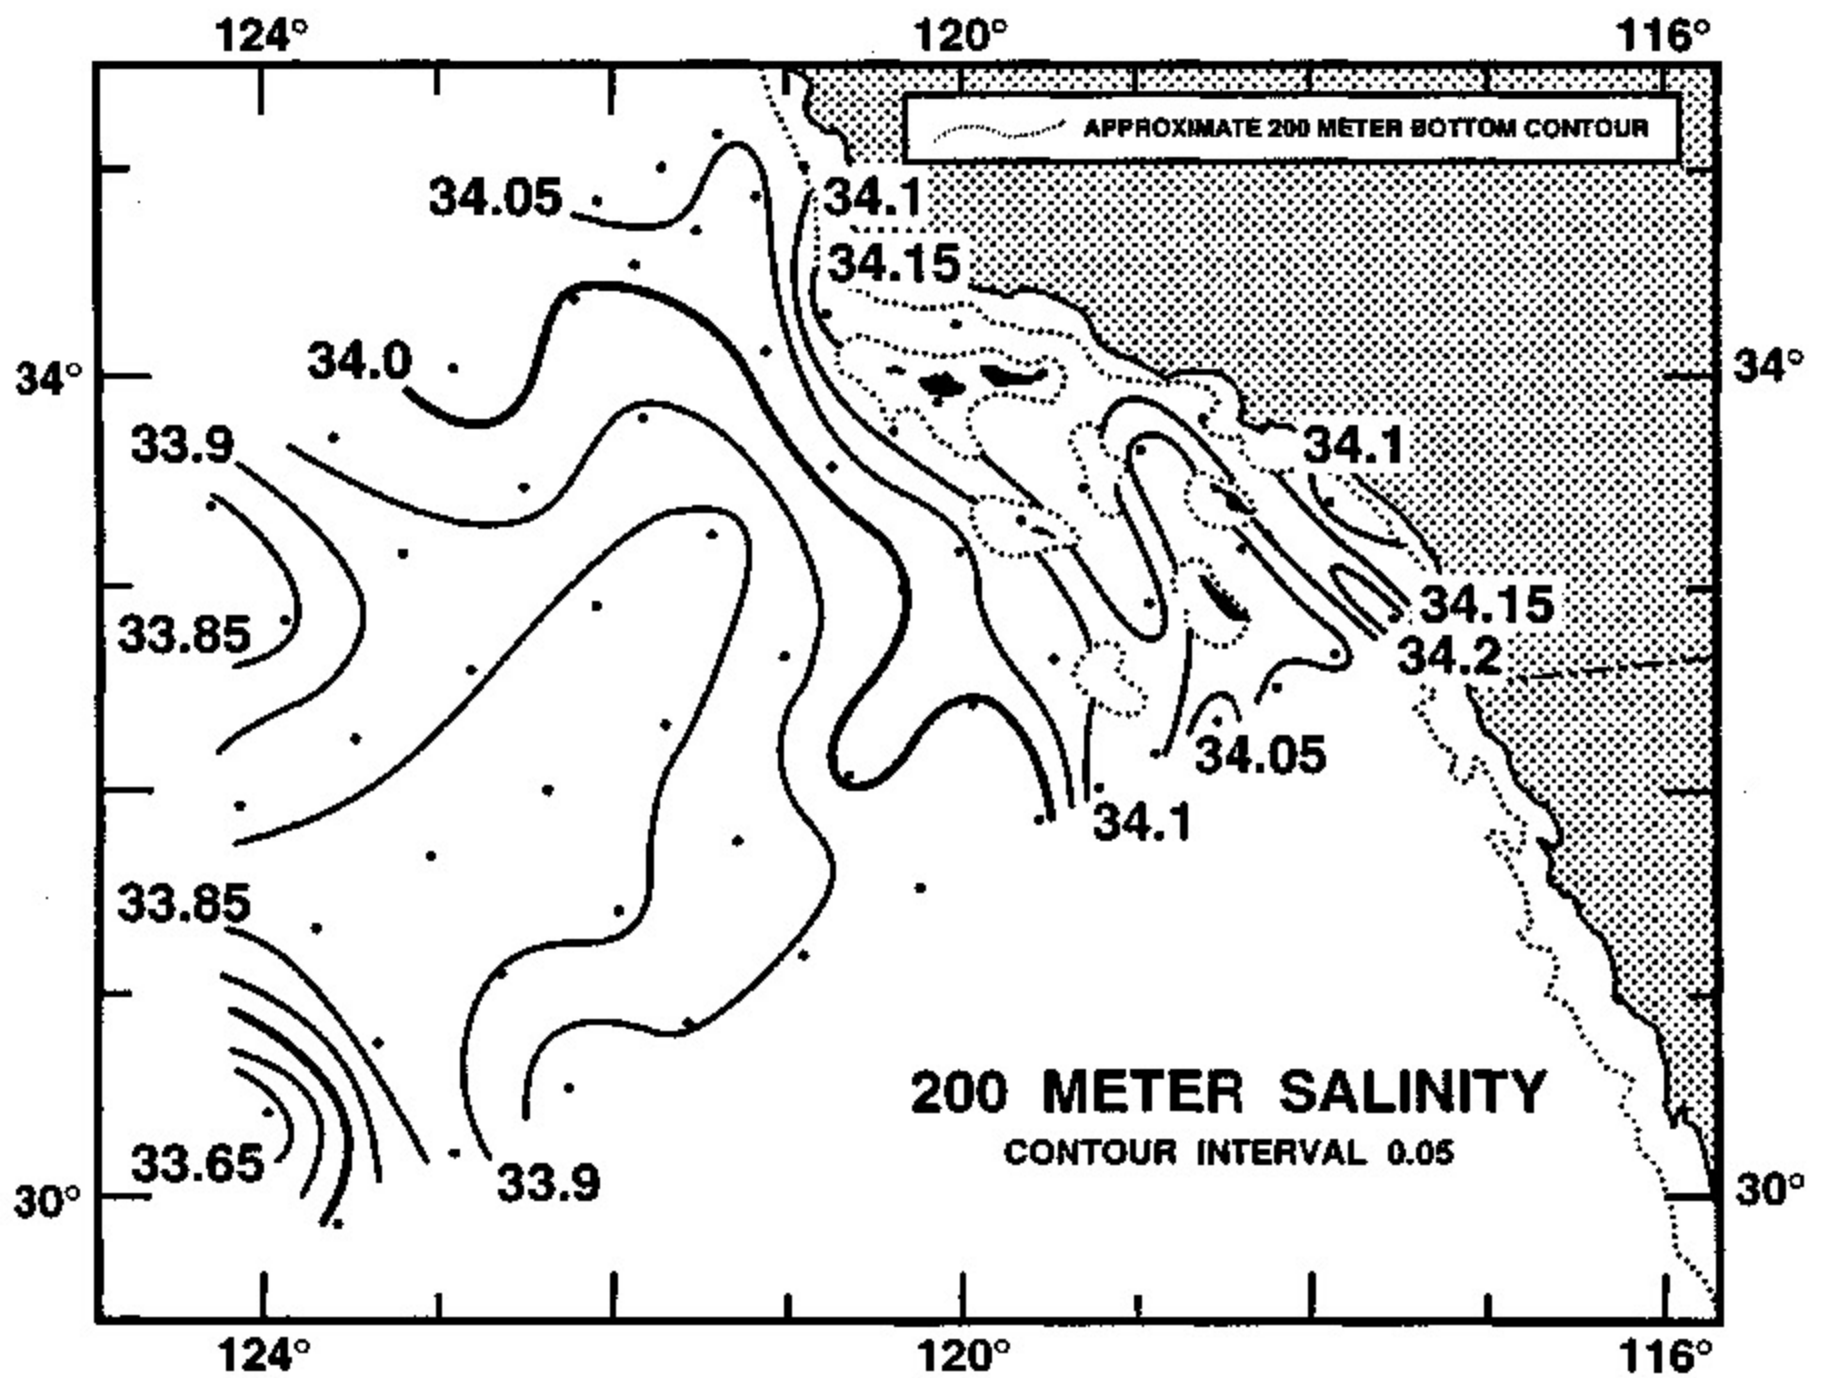 124° 120° 116°
APPROXIMATE 200 METER BOTTOM CONTOUR
34.05 34.1
34.15
34° 34.0 34°
33.9 34.1
33.85 34.15
34.2
34.05
34.1
33.85
200 METER SALINITY
CONTOUR INTERVAL 0.05
33.65 33.9
30° 30°
124° 120° 116°